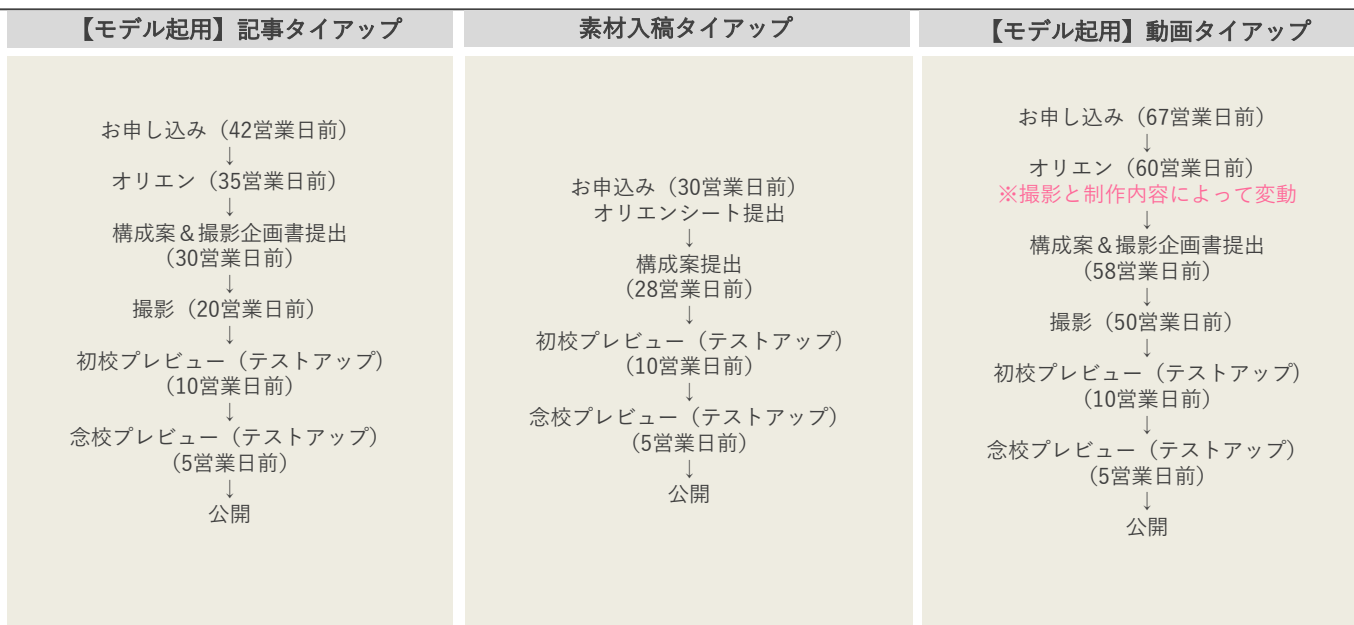 【モデル起用】記事タイアップ
お申し込み（42営業日前）
↓
オリエン（35営業日前）
↓
構成案＆撮影企画書提出
（30営業日前）
↓
撮影（20営業日前）
↓
初校プレビュー（テストアップ）
（10営業日前）
↓
念校プレビュー（テストアップ）
（5営業日前）
↓
公開
素材入稿タイアップ
お申込み（30営業日前）
オリエンシート提出
↓
構成案提出
（28営業日前）
↓
初校プレビュー（テストアップ）
（10営業日前）
↓
念校プレビュー（テストアップ）
（5営業日前）
↓
公開
【モデル起用】動画タイアップ
お申し込み（67営業日前）
↓
オリエン（60営業日前）
※撮影と制作内容によって変動
↓
構成案＆撮影企画書提出
（58営業日前）
↓
撮影（50営業日前）
↓
初校プレビュー（テストアップ）
（10営業日前）
↓
念校プレビュー（テストアップ）
（5営業日前）
↓
公開